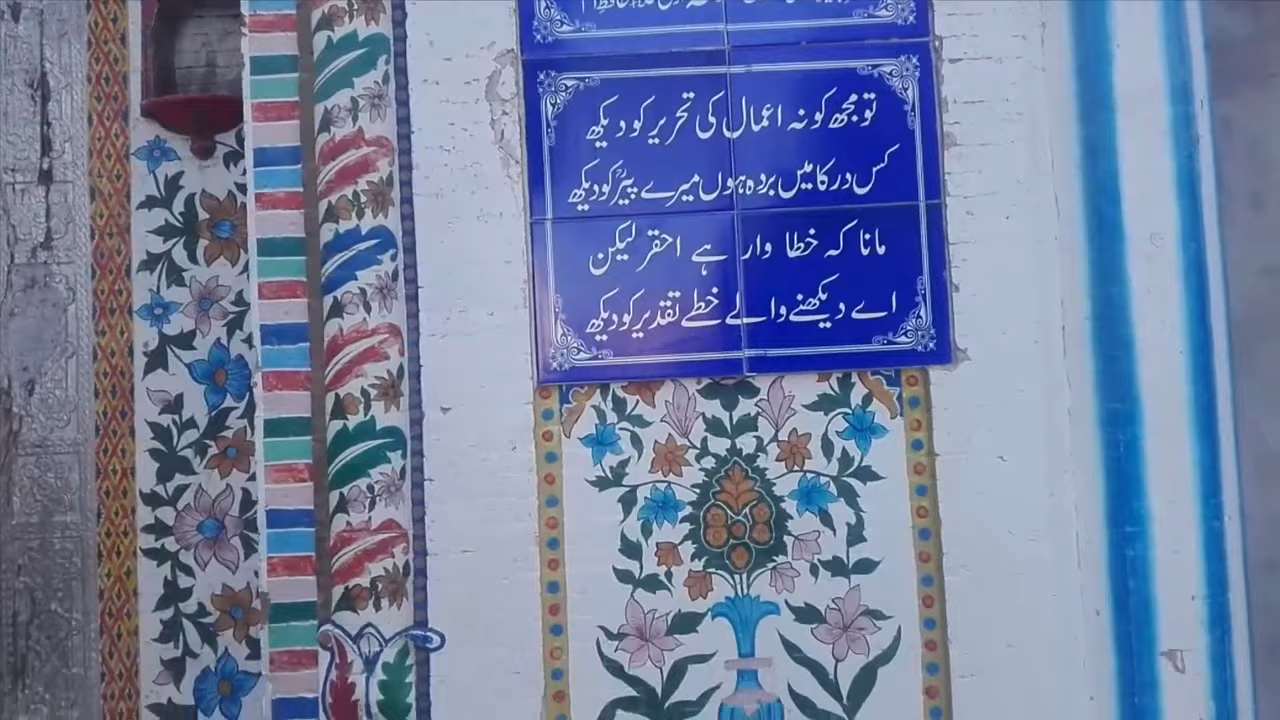 تو مجھ کو نہ اعمال کی تحریر کو دیکھ
کس در کا میں بردہ ہوں میرے پیرؒ کو دیکھ
مانا کہ خطا وار ہے احقر لیکن
اے دیکھنے والے خطے تقدیر کو دیکھ